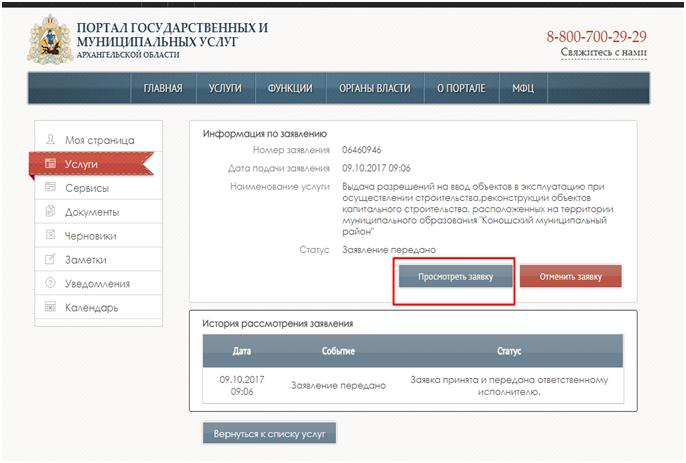 ПОРТАЛ ГОСУДАРСТВЕННЫХ И
МУНИЦИПАЛЬНЫХ УСЛУГ
АРХАНГЕЛЬСКОЙ ОБЛАСТИ
8-800-700-29-29
Свяжитесь с нами
ГЛАВНАЯ УСЛУГИ ФУНКЦИИ ОРГАНЫ ВЛАСТИ О ПОРТАЛЕ МФЦ
Моя страница
Услуги
Сервисы
Документы
Черновики
Заметки
Уведомления
Календарь
Информация по заявлению
Номер заявления 06460946
Дата подачи заявления 09.10.2017 09:06
Наименование услуги Выдача разрешений на ввод объектов в эксплуатацию при
осуществлении строительства,реконструкции объектов
капитального строительства, расположенных на территории
муниципального образования "Коношский муниципальный
район"
Статус Заявление передано
Просмотреть заявку Отменить заявку
История рассмотрения заявления
Дата Событие Статус
09.10.2017
09:06
Заявление передано
Заявка принята и передана ответственному
исполнителю.
Вернуться к списку услуг